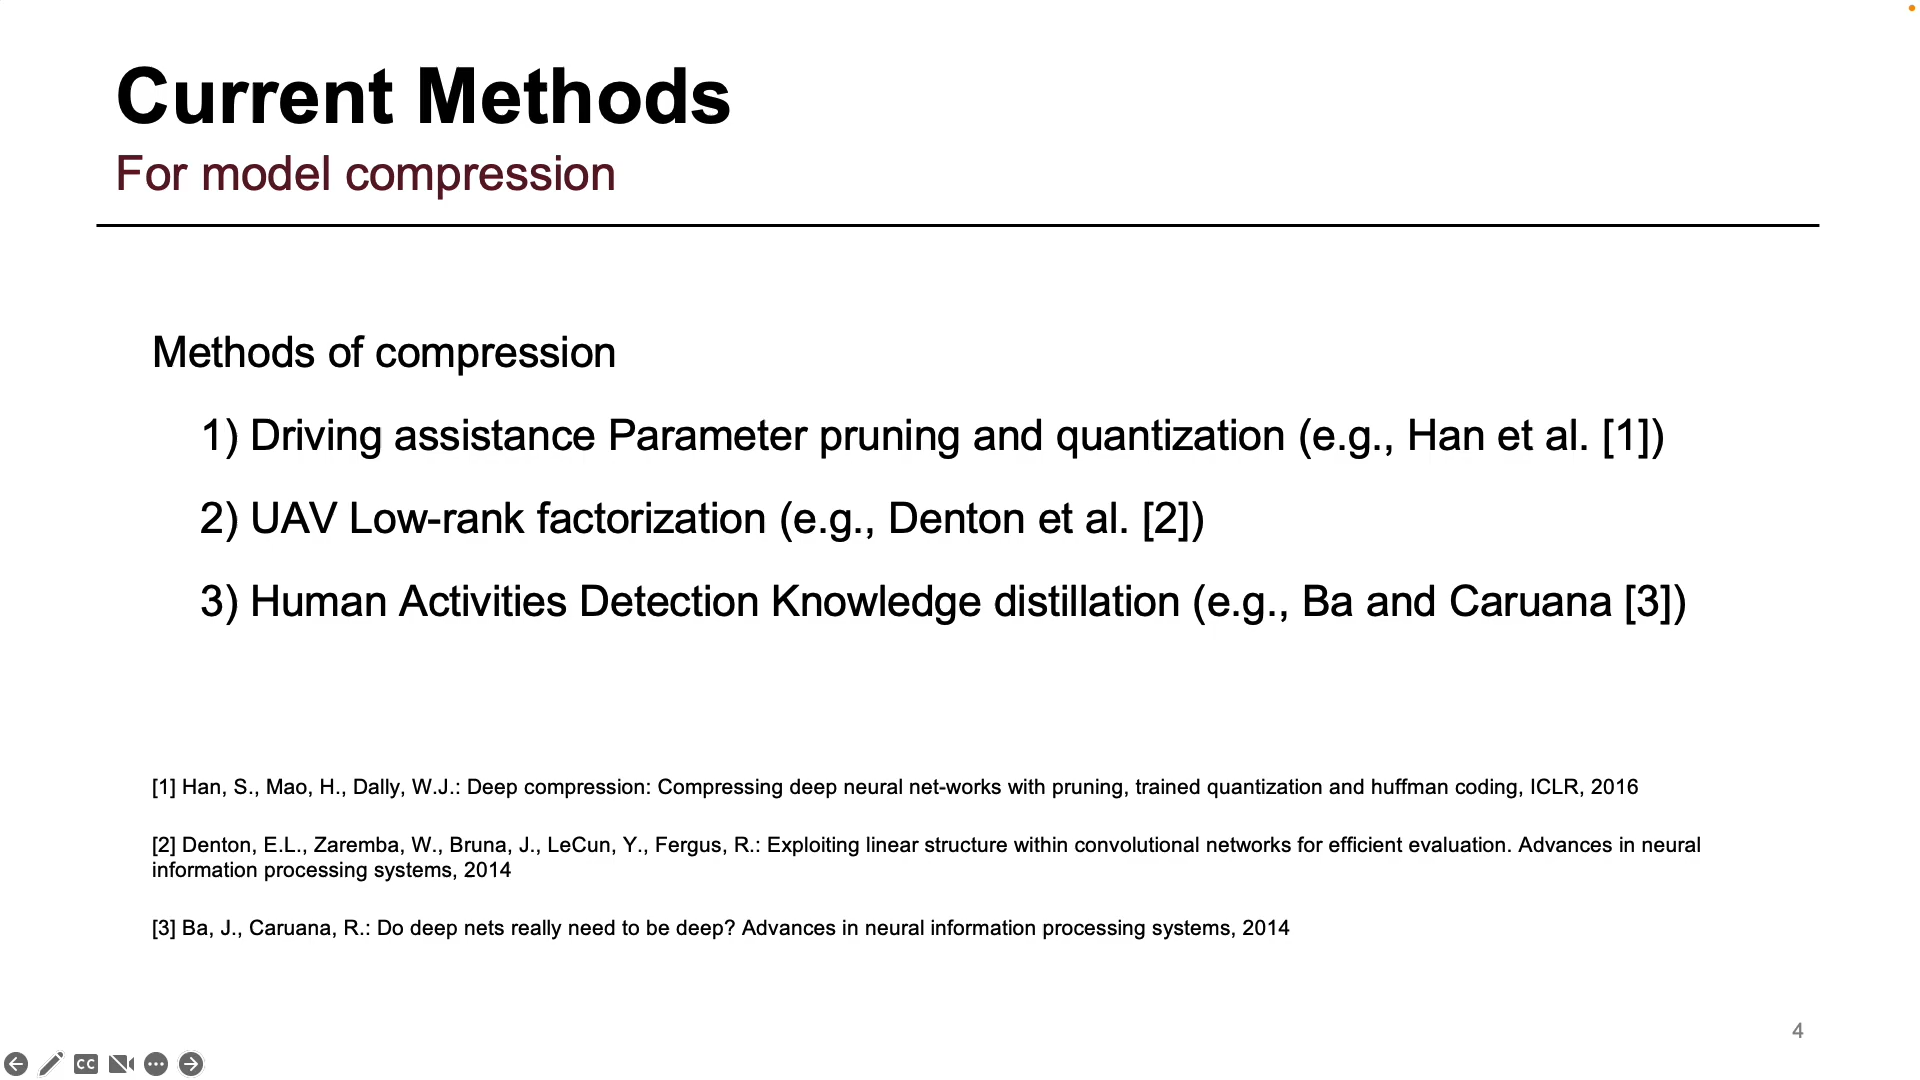 Current Methods
For model compression
Methods of compression
1) Driving assistance Parameter pruning and quantization (e.g., Han et al. [1])
2) UAV Low-rank factorization (e.g., Denton et al. [2])
3) Human Activities Detection Knowledge distillation (e.g., Ba and Caruana [3])
[1] Han, S., Mao, H., Dally, W.J.: Deep compression: Compressing deep neural net-works with pruning, trained quantization and huffman coding, ICLR, 2016
[2] Denton, E.L., Zaremba, W., Bruna, J., LeCun, Y., Fergus, R.: Exploiting linear structure within convolutional networks for efficient evaluation. Advances in neural
information processing systems, 2014
[3] Ba, J., Caruana, R.: Do deep nets really need to be deep? Advances in neural information processing systems, 2014
4
CC